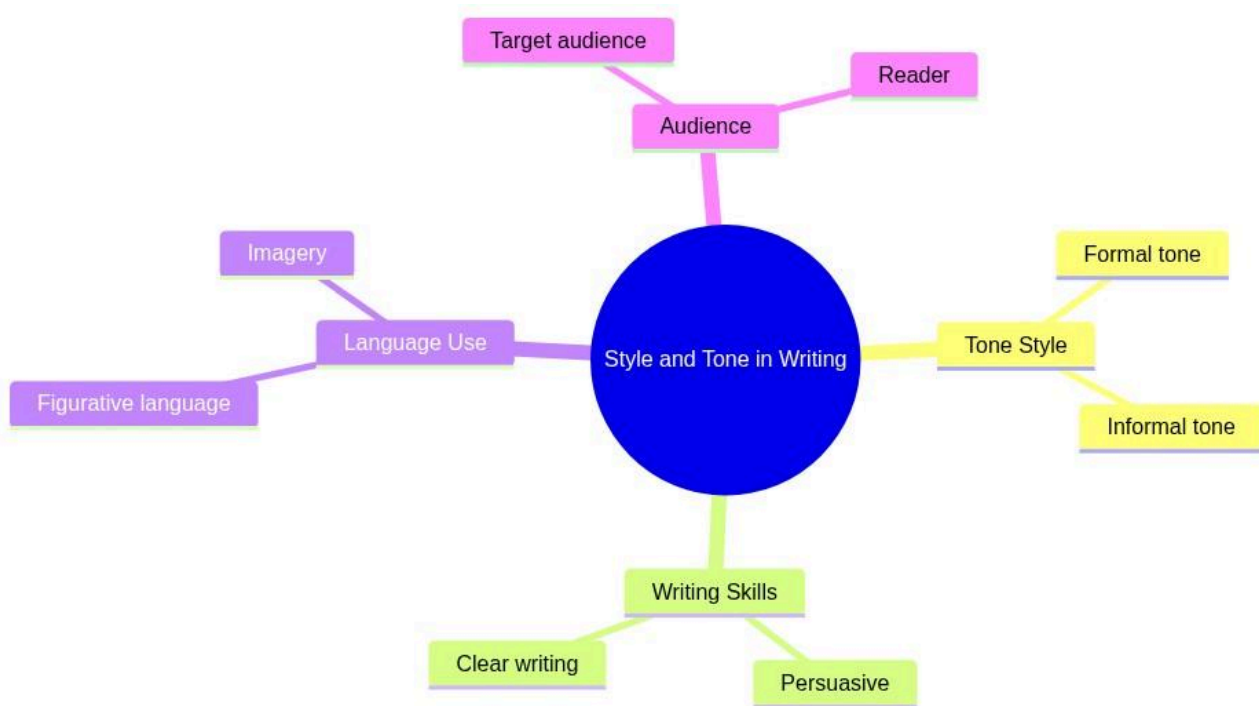 Target audience
Reader
Audience
Imagery
Formal tone
Language Use
Tone Style
Style and Tone in Writing
Figurative language
Informal tone
Writing Skills
Clear writing
Persuasive